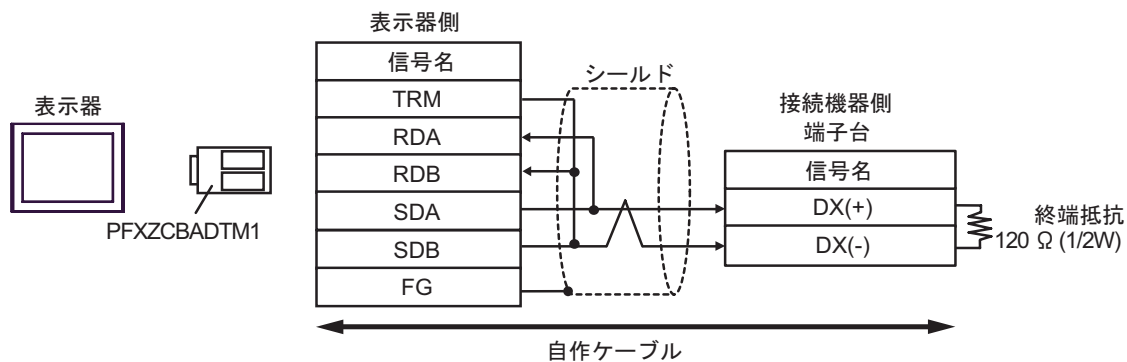 表示器
PFXZCBADTM1
表示器側
信号名
TRM
RDA
RDB
SDA
SDB
FG
シールド
接続機器側
端子台
信号名
DX(+)
DX(-)
終端抵抗
120 Ω (1/2W)
自作ケーブル